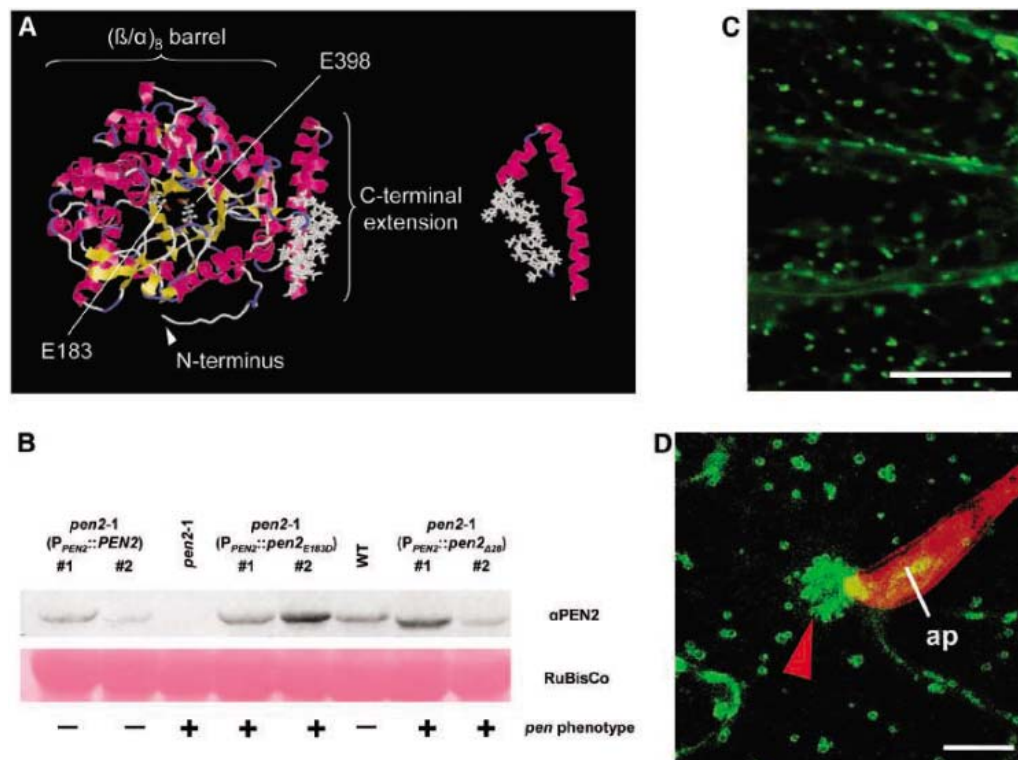 A
(ß/α)8 barrel
E398
C-terminal
extension
E183
N-terminus
B
pen2-1
(PPEN2::PEN2)
#1 #2
pen2-1
pen2-1
(PPEN2::pen2E183D)
#1 #2
WT
pen2-1
(PPEN2::pen2Δ28)
#1 #2
αPEN2
RuBisCo
− − + + + − + + pen phenotype
C
D
ap